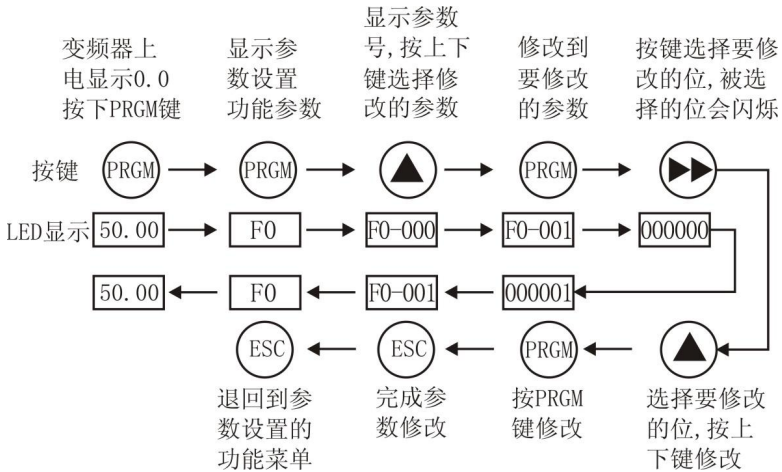 变频器上
电显示0.0
按下PRGM键
显示参
数设置
功能参数
显示参数
号,按上下
键选择修
改的参数
修改到
要修改
的参数
按键选择要修
改的位,被选
择的位会闪烁
按键 PRGM PRGM PRGM
LED显示 50.00 F0 F0-000 F0-001 000000
50.00 F0 F0-001 000001
ESC ESC PRGM
退回到参
数设置的
功能菜单
完成参
数修改
按PRGM
键修改
选择要修改
的位,按上
下键修改